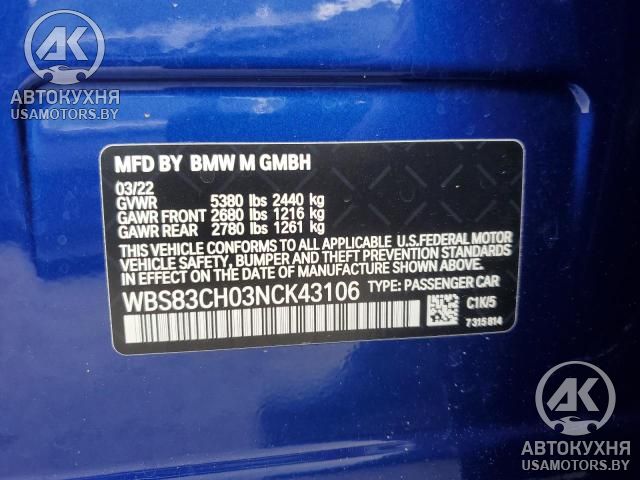 AK
АВТОКУХНЯ
USAMOTORS.BY
MFD BY BMW M GMBH
03/22
GVWR 5380 lbs 2440 kg
GAWR FRONT 2680 lbs 1216 kg
GAWR REAR 2780 lbs 1261 kg
THIS VEHICLE CONFORMS TO ALL APPLICABLE U.S.FEDERAL MOTOR
VEHICLE SAFETY, BUMPER, AND THEFT PREVENTION STANDARDS
IN EFFECT ON THE DATE OF MANUFACTURE SHOWN ABOVE.
WBS83CH03NCK43106 TYPE: PASSENGER CAR
C1K/5
7315814
AK
АВТОКУХНЯ
USAMOTORS.BY